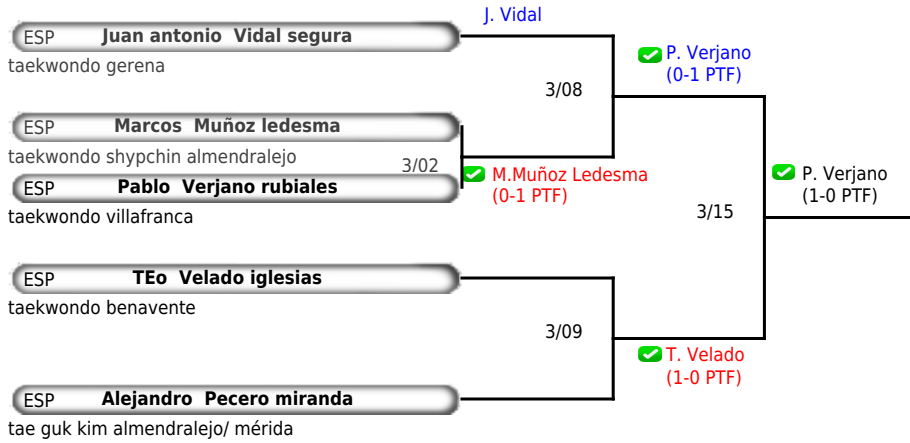 J. Vidal
ESP Juan antonio Vidal segura
taekwondo gerena
P. Verjano
(0-1 PTF)
3/08
ESP Marcos Muñoz ledesma
taekwondo shypchin almendralejo
3/02
M.Muñoz Ledesma
(0-1 PTF)
ESP Pablo Verjano rubiales
taekwondo villafranca
P. Verjano
(1-0 PTF)
3/15
ESP TEo Velado iglesias
taekwondo benavente
3/09
T. Velado
(1-0 PTF)
ESP Alejandro Pecero miranda
tae guk kim almendralejo/ mérida